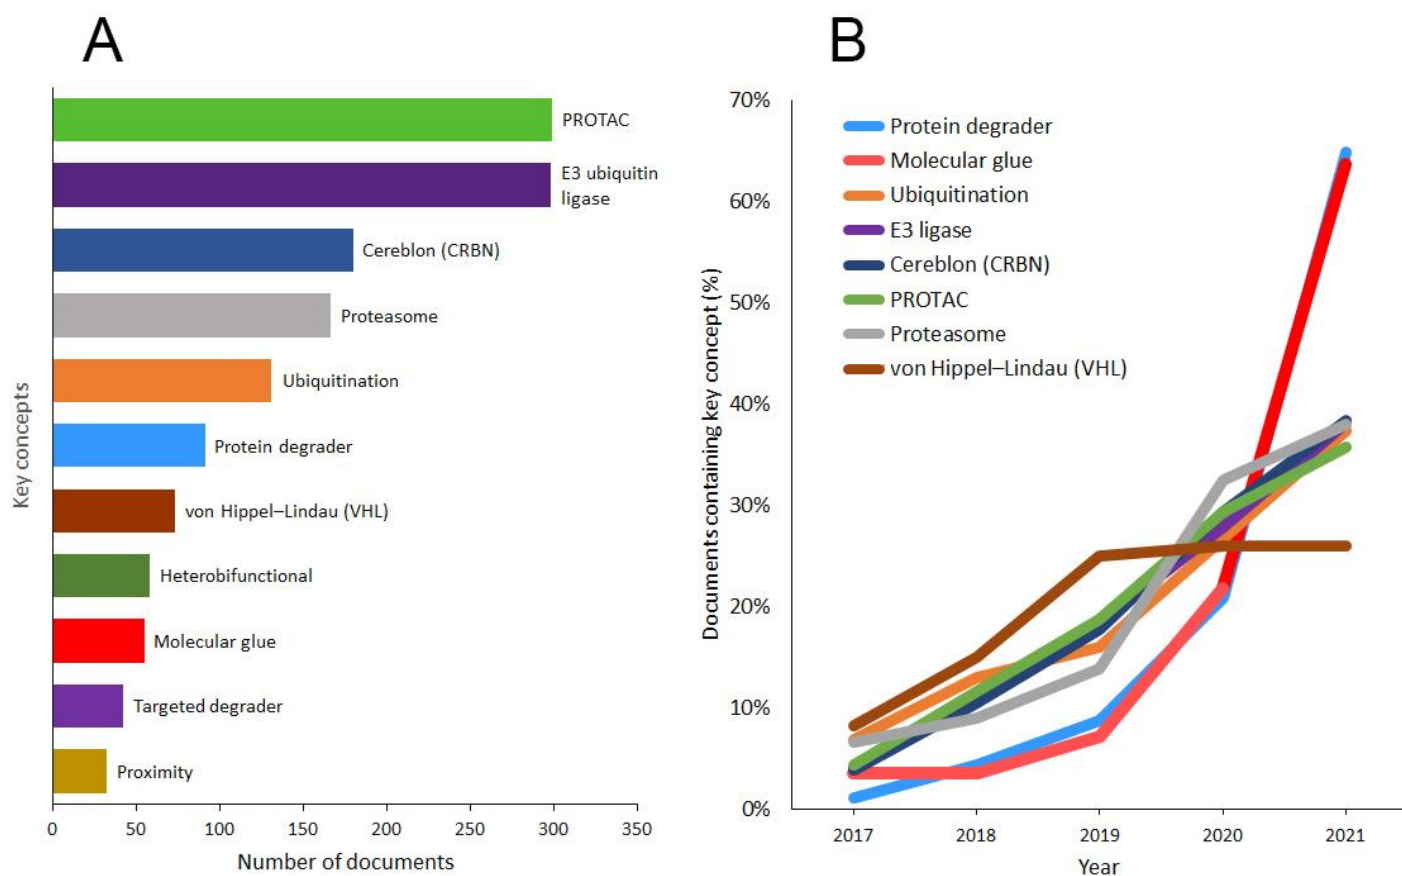 A
PROTAC
E3 ubiquitin
ligase
Cereblon (CRBN)
Proteasome
Ubiquitination
Protein degrader
von Hippel–Lindau (VHL)
Heterobifunctional
Molecular glue
Targeted degrader
Proximity
Key concepts
0 50 100 150 200 250 300 350
Number of documents
B
70%
60%
50%
40%
30%
20%
10%
0%
Documents containing key concept (%)
Protein degrader
Molecular glue
Ubiquitination
E3 ligase
Cereblon (CRBN)
PROTAC
Proteasome
von Hippel–Lindau (VHL)
2017 2018 2019 2020 2021
Year